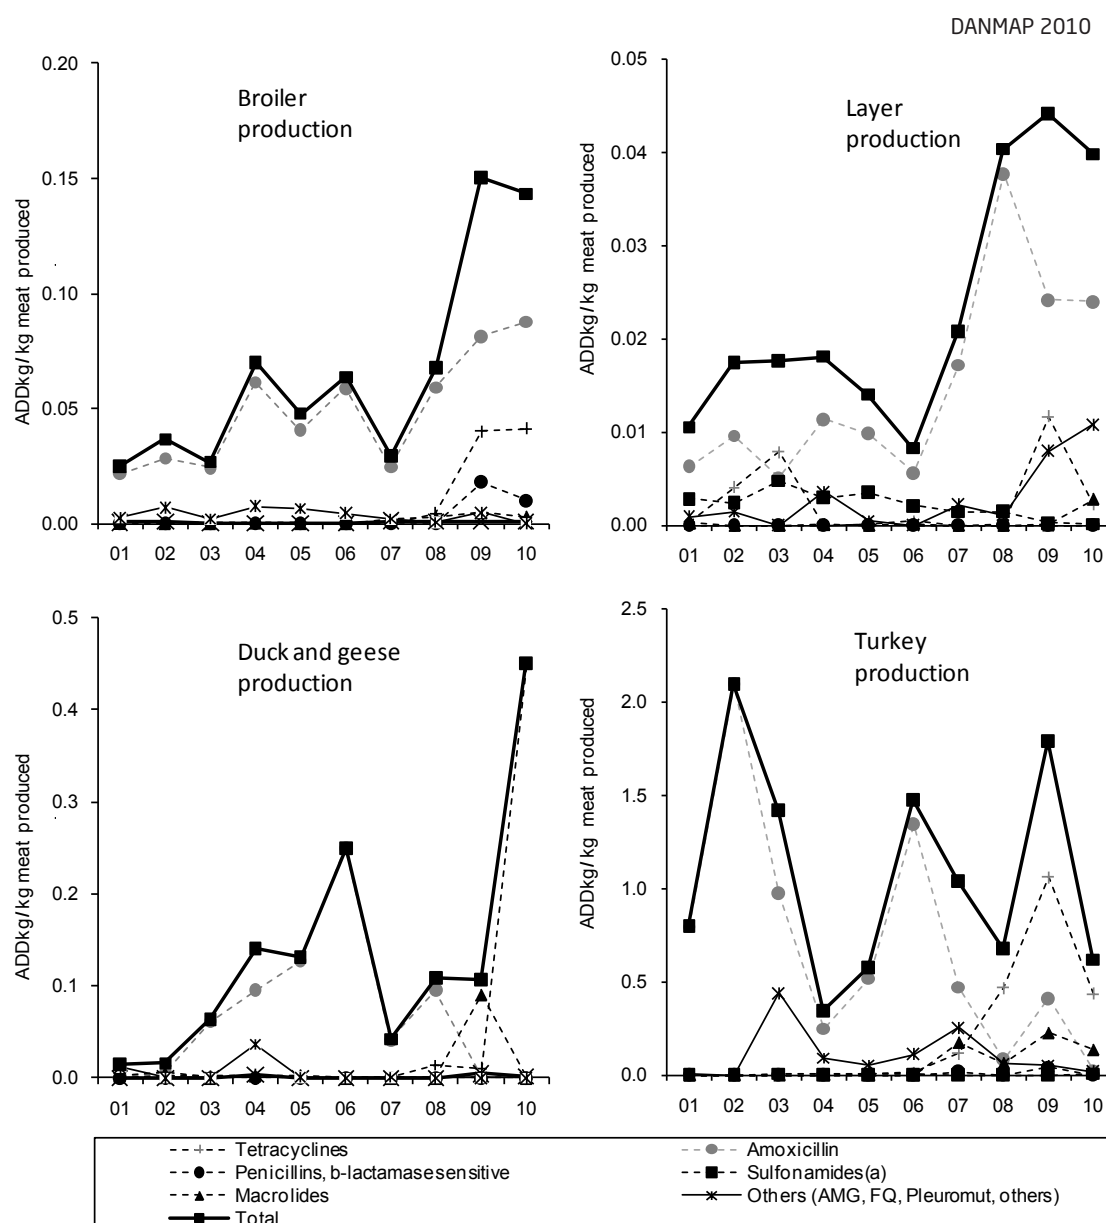 DANMAP 2010
0.20
0.15
0.10
0.05
0.00
ADDkg/kg meat produced
Broiler
production
01 02 03 04 05 06 07 08 09 10
0.05
0.04
0.03
0.02
0.01
0.00
ADDkg/kg meat produced
Layer
production
01 02 03 04 05 06 07 08 09 10
0.5
0.4
0.3
0.2
0.1
0.0
ADDkg/kg meat produced
Duck and geese
production
01 02 03 04 05 06 07 08 09 10
2.5
2.0
1.5
1.0
0.5
0.0
ADDkg/kg meat produced
Turkey
production
01 02 03 04 05 06 07 08 09 10
Tetracyclines
Amoxicillin
Penicillins, b-lactamase sensitive
Sulfonamides(a)
Macrolides
Others (AMG, FQ, Pleuromut, others)
Total